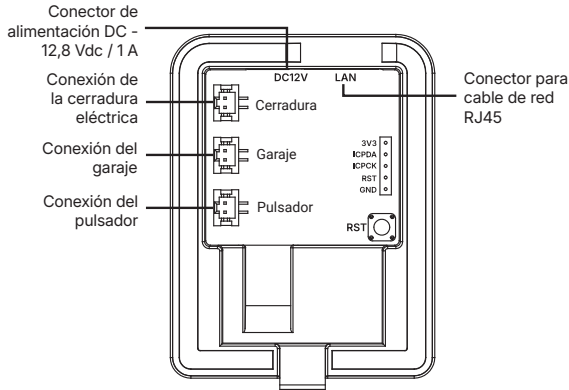 Conector de
alimentación DC -
12,8 Vdc / 1 A
Conexión de
la cerradura
eléctrica
Conexión del
garaje
Conexión del
pulsador
DC12V
LAN
Cerradura
Garaje
Pulsador
3V3
ICPDA
ICPCK
RST
GND
RST
Conector para
cable de red
RJ45